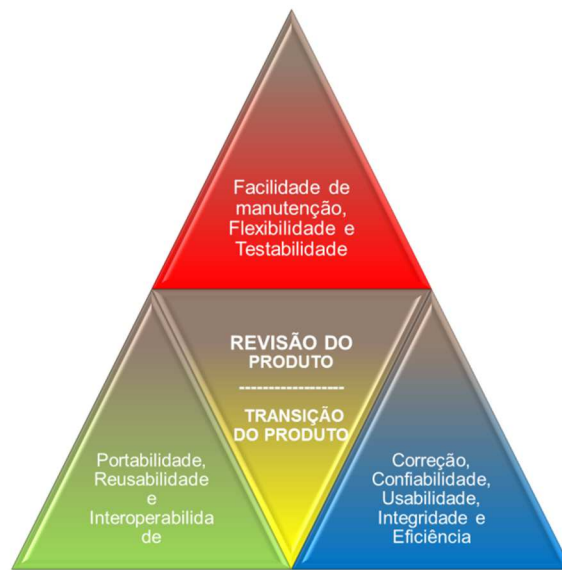 Facilidade de
manutenção,
Flexibilidade e
Testabilidade
REVISÃO DO
PRODUTO
------------------
TRANSIÇÃO
DO PRODUTO
Portabilidade,
Reusabilidade
e
Interoperabilida
de
Correção,
Confiabilidade,
Usabilidade,
Integridade e
Eficiência